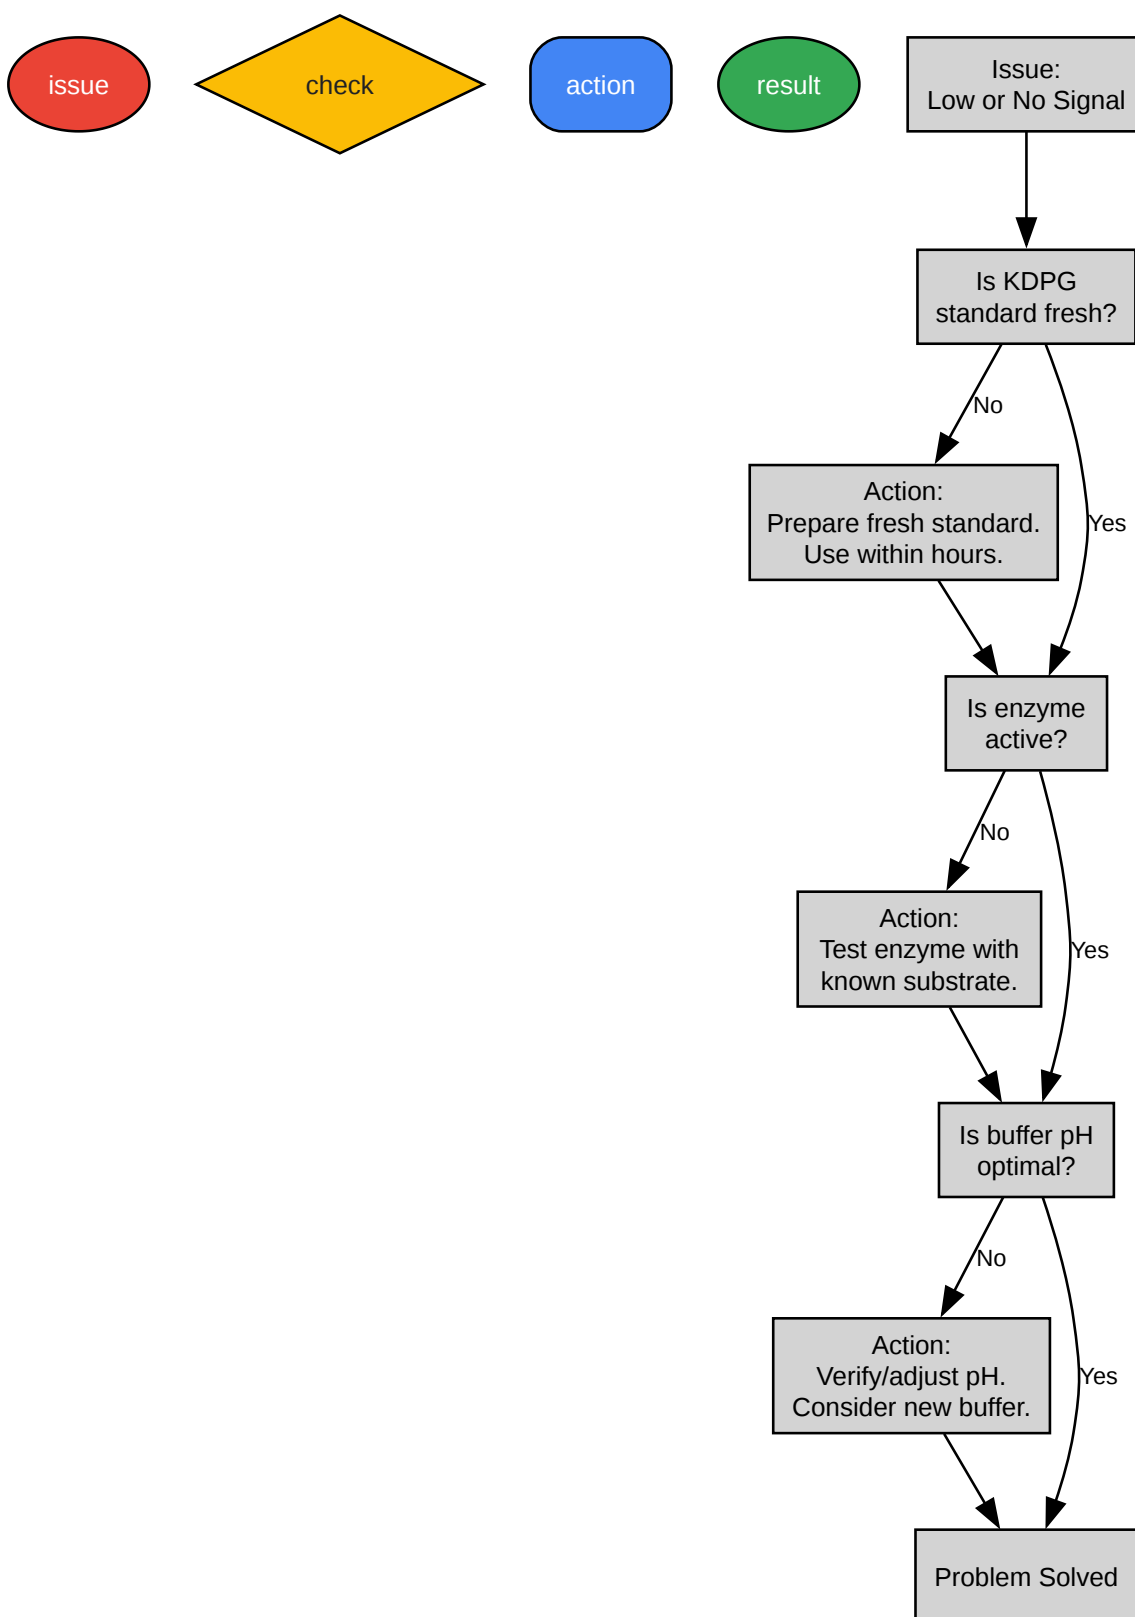 issue
check
action
result
Issue:
Low or No Signal
Is KDPG
standard fresh?
No
Action:
Prepare fresh standard.
Use within hours.
Yes
Is enzyme
active?
No
Action:
Test enzyme with
known substrate.
Yes
Is buffer pH
optimal?
No
Action:
Verify/adjust pH.
Consider new buffer.
Yes
Problem Solved